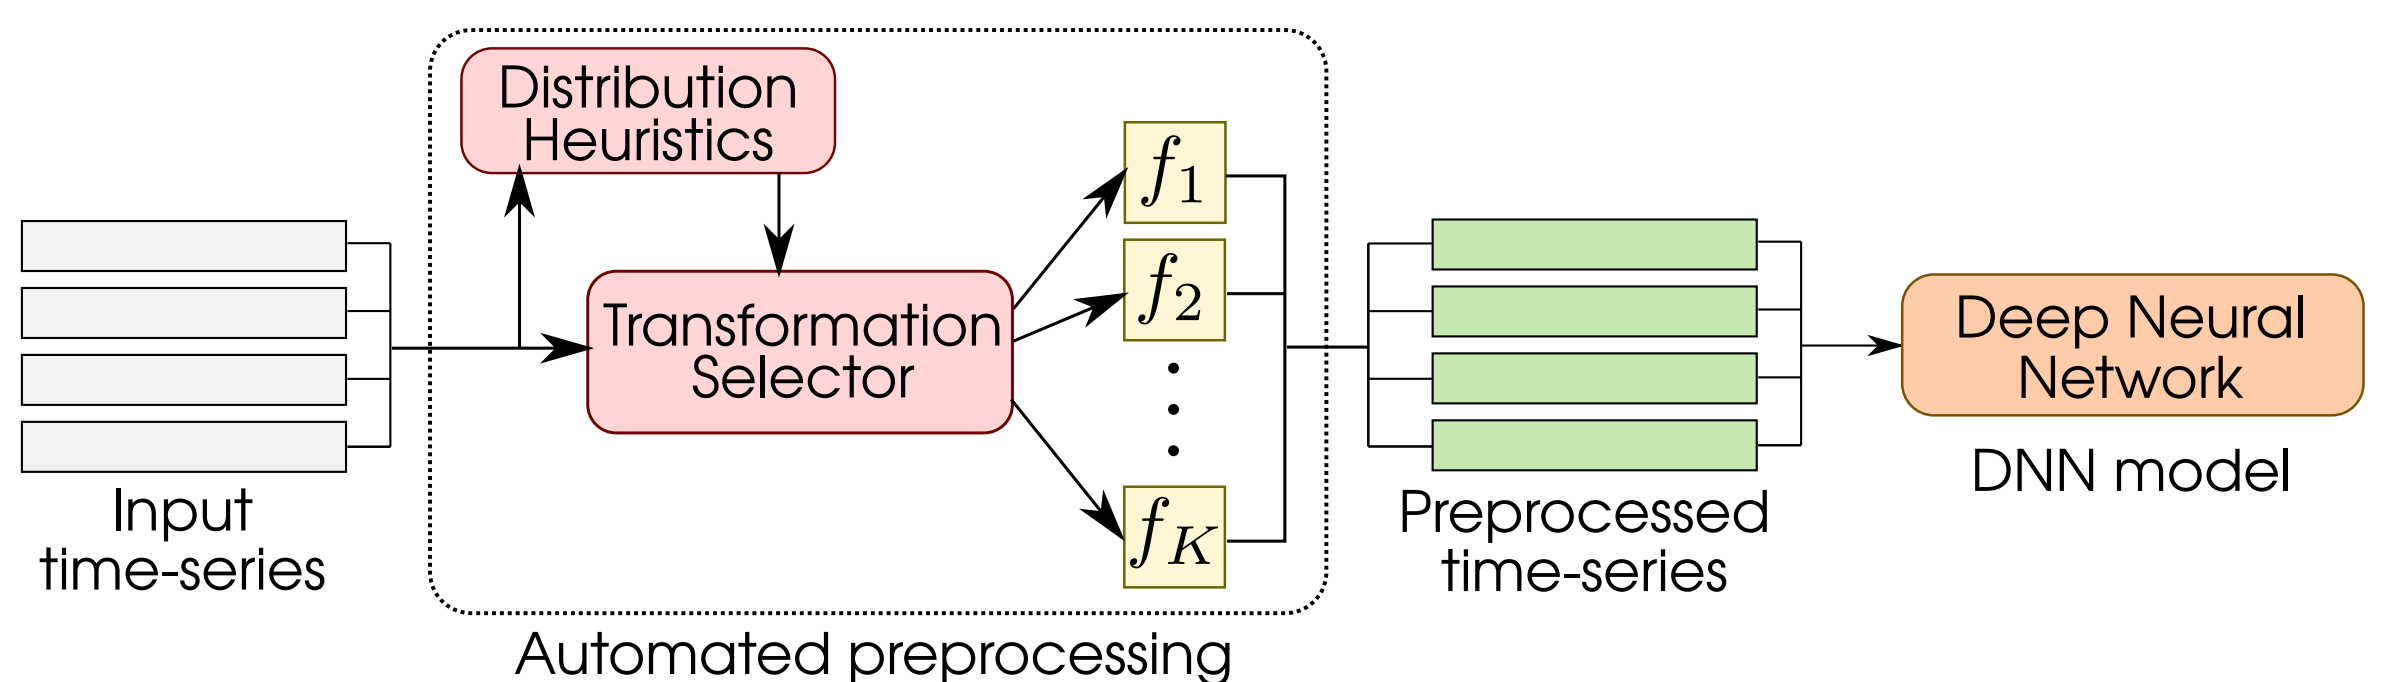 Distribution
Heuristics
Transformation
Selector
f1
f2
fK
Input
time-series
Automated preprocessing
Preprocessed
time-series
Deep Neural
Network
DNN model